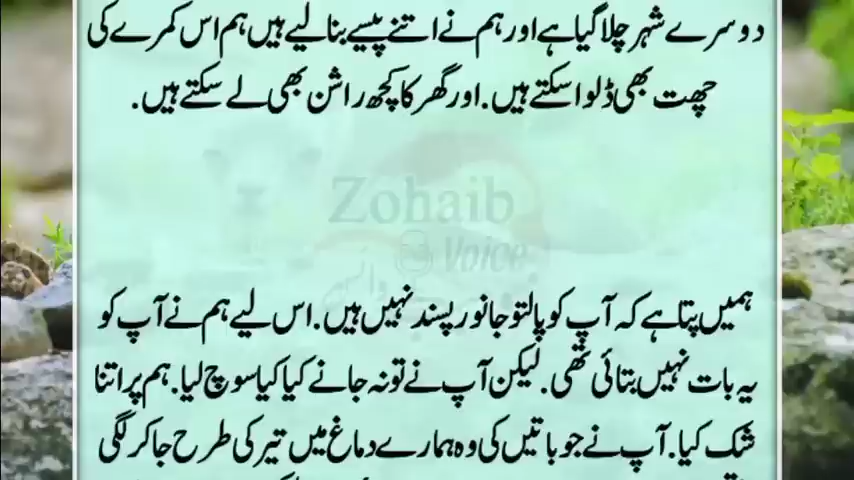 دوسرے شہر چلا گیا ہے اور ہم نے اتنے پیسے بنا لیے ہیں ہم اس کمرے کی
چھت بھی ڈلوا سکتے ہیں. اور گھر کا کچھ راشن بھی لے سکتے ہیں.
Zohaib
Voice
ہمیں پتا ہے کہ آپ کو پالتو جانور پسند نہیں ہیں. اس لیے ہم نے آپ کو
یہ بات نہیں بتائی تھی. لیکن آپ نے تو نہ جانے کیا کیا سوچ لیا. ہم پر اتنا
شک کیا. آپ نے جو باتیں کی وہ ہمارے دماغ میں تیر کی طرح جا کر لگی